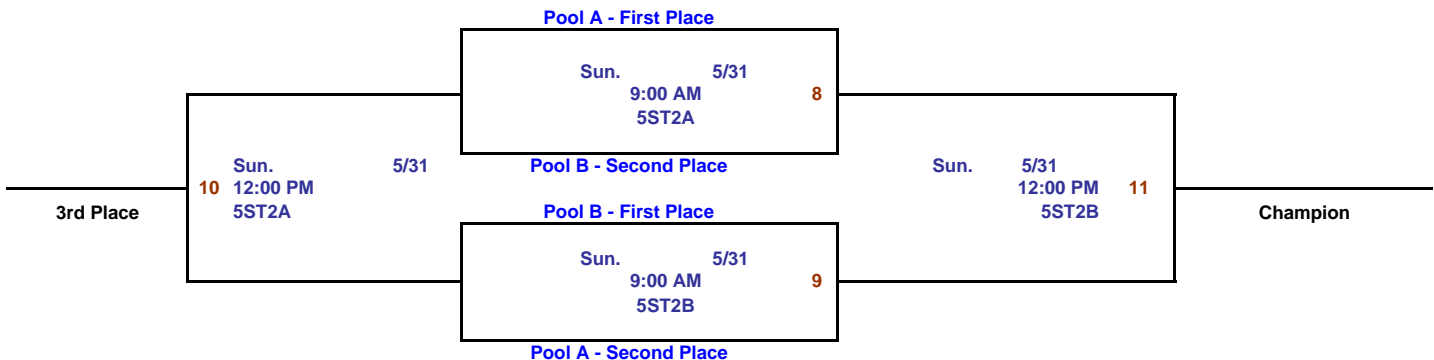 Pool A - First Place
Sun. 5/31
9:00 AM 8
5ST2A
Pool B - Second Place
Sun. 5/31
10 12:00 PM
5ST2A
3rd Place
Sun. 5/31
12:00 PM 11
5ST2B
Champion
Pool B - First Place
Sun. 5/31
9:00 AM 9
5ST2B
Pool A - Second Place